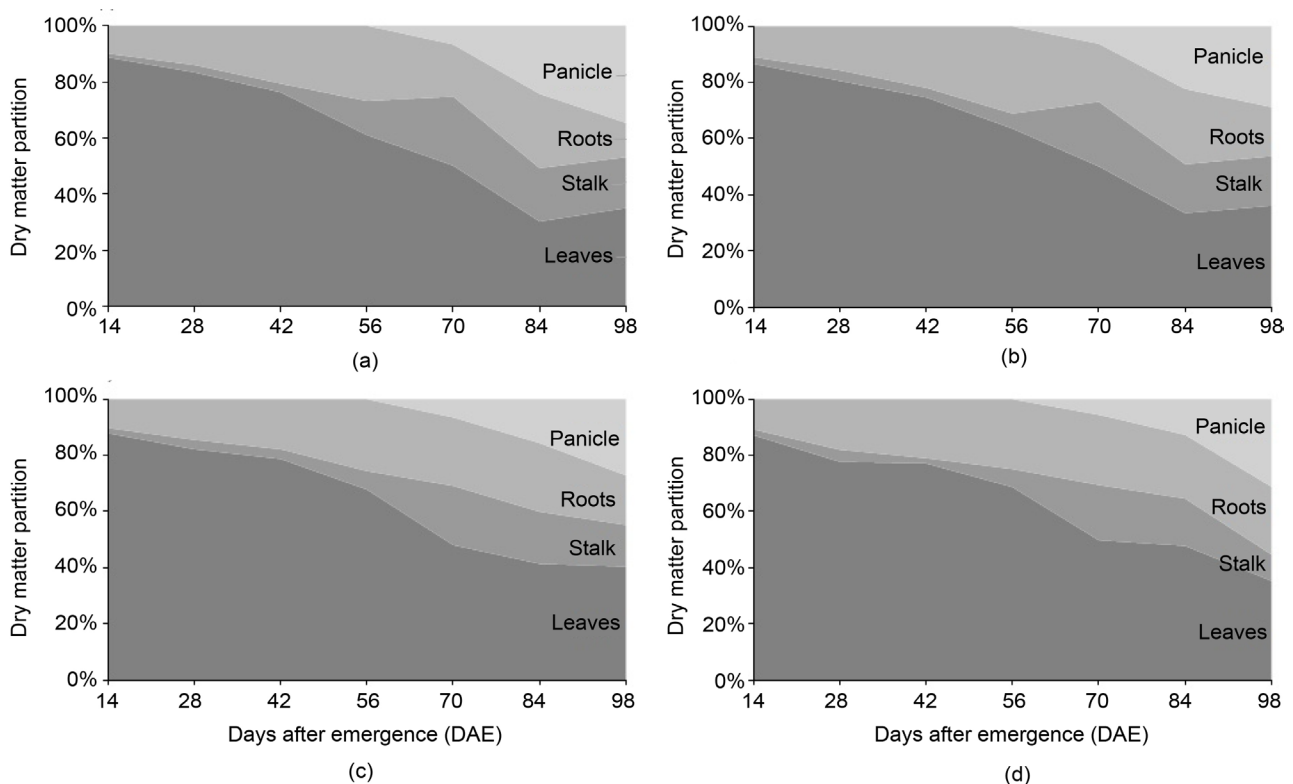 100%
80%
60%
40%
20%
0%
Dry matter partition
Panicle
Roots
Stalk
Leaves
14 28 42 56 70 84 98
(a)
100%
80%
60%
40%
20%
0%
Dry matter partition
Panicle
Roots
Stalk
Leaves
14 28 42 56 70 84 98
(b)
100%
80%
60%
40%
20%
0%
Dry matter partition
Panicle
Roots
Stalk
Leaves
14 28 42 56 70 84 98
Days after emergence (DAE)
(c)
100%
80%
60%
40%
20%
0%
Dry matter partition
Panicle
Roots
Stalk
Leaves
14 28 42 56 70 84 98
Days after emergence (DAE)
(d)